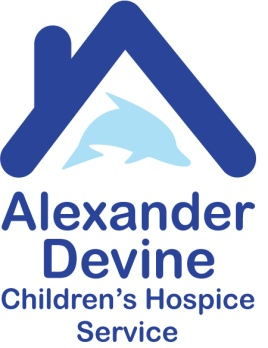 Alexander
Devine
Children's Hospice
Service